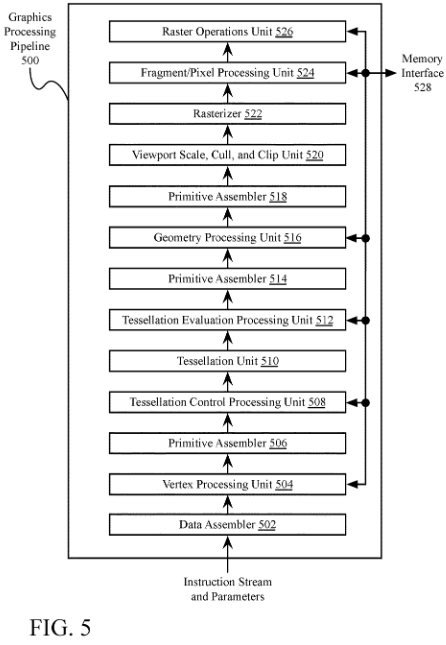 Graphics
Processing
Pipeline
500
Raster Operations Unit 526
Fragment/Pixel Processing Unit 524
Memory
Interface
528
Rasterizer 522
Viewport Scale, Cull, and Clip Unit 520
Primitive Assembler 518
Geometry Processing Unit 516
Primitive Assembler 514
Tessellation Evaluation Processing Unit 512
Tessellation Unit 510
Tessellation Control Processing Unit 508
Primitive Assembler 506
Vertex Processing Unit 504
Data Assembler 502
Instruction Stream
and Parameters
FIG. 5